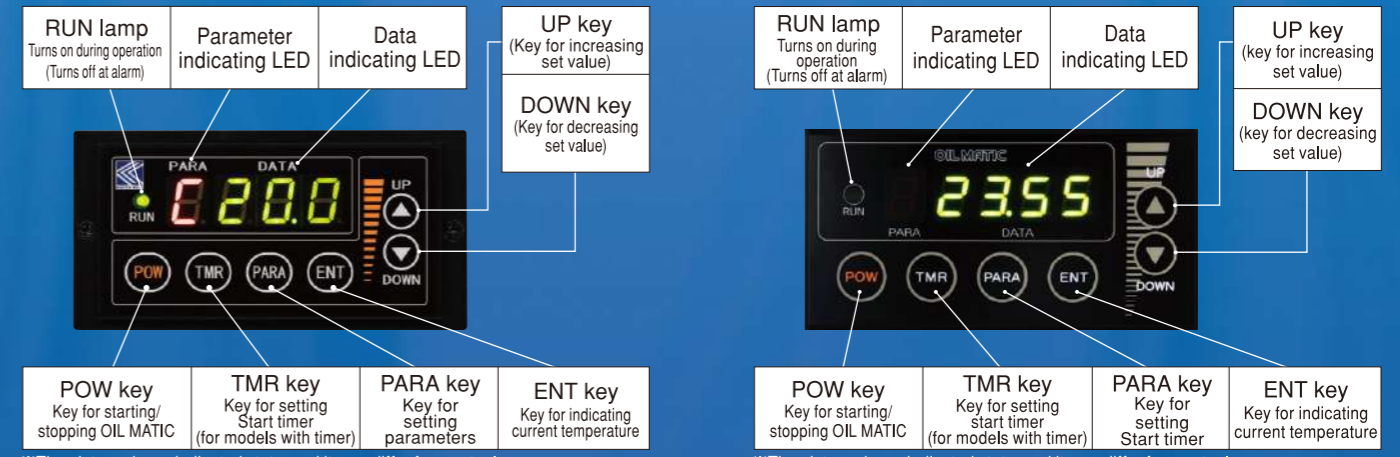 RUN lamp
Turns on during operation
(Turns off at alarm)
Parameter
indicating LED
Data
indicating LED
UP key
(Key for increasing
set value)
DOWN key
(Key for decreasing
set value)
PARA
DATA
RUN
C 20.0
UP
DOWN
POW
TMR
PARA
ENT
POW key
Key for starting/
stopping OIL MATIC
TMR key
Key for setting
Start timer
(for models with timer)
PARA key
Key for
setting
parameters
ENT key
Key for indicating
current temperature
RUN lamp
Turns on during
operation
(Turns off at alarm)
Parameter
indicating LED
Data
indicating LED
UP key
(key for increasing
set value)
DOWN key
(key for decreasing
set value)
OIL MATIC
23.55
RUN
PARA
DATA
UP
DOWN
POW
TMR
PARA
ENT
POW key
Key for starting/
stopping OIL MATIC
TMR key
Key for setting
start timer
(for models with timer)
PARA key
Key for
setting
Start timer
ENT key
Key for indicating
current temperature